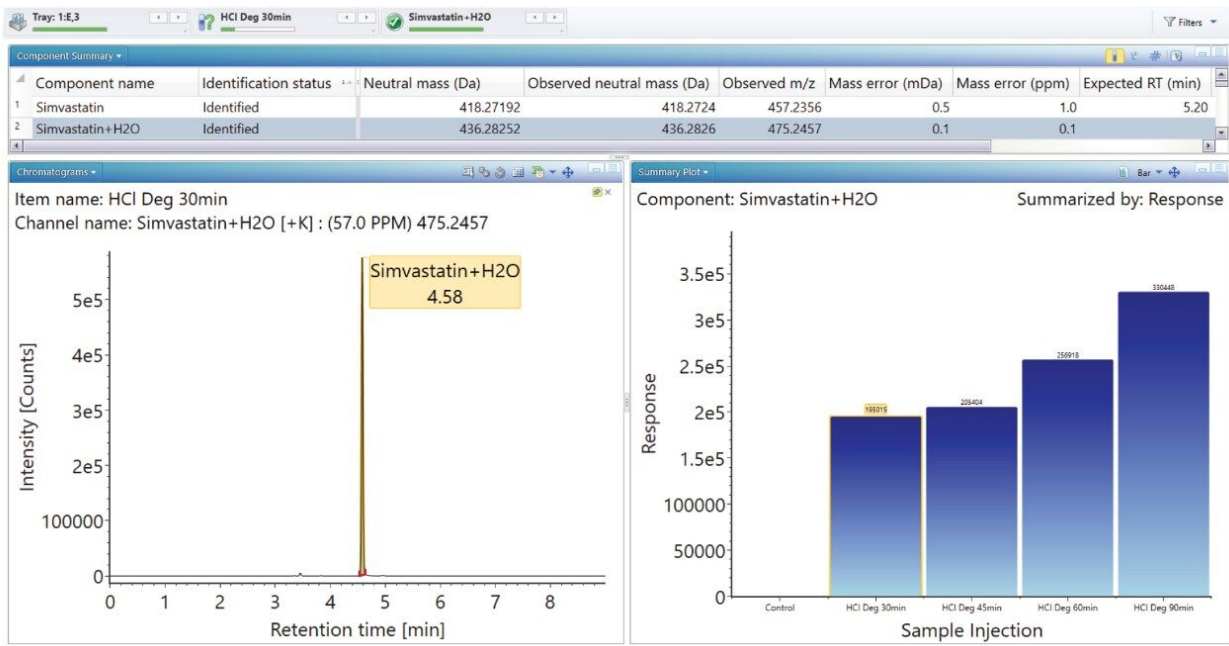 Tray: 1:E,3 HCl Deg 30min Simvastatin+H2O Filters
Component Summary
Component name Identification status Neutral mass (Da) Observed neutral mass (Da) Observed m/z Mass error (mDa) Mass error (ppm) Expected RT (min)
1 Simvastatin Identified 418.27192 418.2724 457.2356 0.5 1.0 5.20
2 Simvastatin+H2O Identified 436.28252 436.2826 475.2457 0.1 0.1
Chromatograms
Item name: HCl Deg 30min
Channel name: Simvastatin+H2O [+K] : (57.0 PPM) 475.2457
Simvastatin+H2O
4.58
5e5
4e5
3e5
2e5
100000
0
Intensity [Counts]
0 1 2 3 4 5 6 7 8
Retention time [min]
Summary Plot Bar
Component: Simvastatin+H2O Summarized by: Response
3.5e5
3e5
2.5e5
2e5
1.5e5
100000
50000
0
Response
195015
205404
256918
330448
Control HCl Deg 30min HCl Deg 45min HCl Deg 60min HCl Deg 90min
Sample Injection